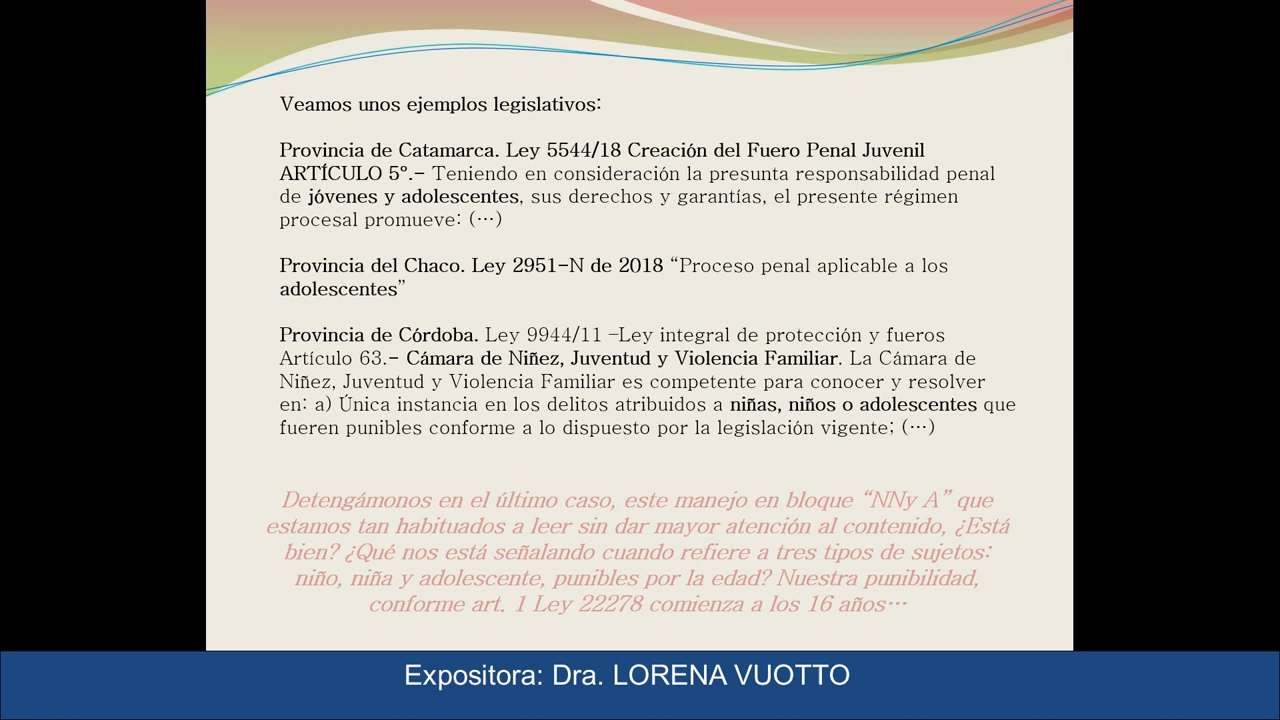 Veamos unos ejemplos legislativos:
Provincia de Catamarca. Ley 5544/18 Creación del Fuero Penal Juvenil
ARTÍCULO 5º.- Teniendo en consideración la presunta responsabilidad penal
de jóvenes y adolescentes, sus derechos y garantías, el presente régimen
procesal promueve: (…)
Provincia del Chaco. Ley 2951-N de 2018 “Proceso penal aplicable a los
adolescentes”
Provincia de Córdoba. Ley 9944/11 –Ley integral de protección y fueros
Artículo 63.- Cámara de Niñez, Juventud y Violencia Familiar. La Cámara de
Niñez, Juventud y Violencia Familiar es competente para conocer y resolver
en: a) Única instancia en los delitos atribuidos a niñas, niños o adolescentes que
fueren punibles conforme a lo dispuesto por la legislación vigente; (…)
Detengámonos en el último caso, este manejo en bloque “NNy A” que
estamos tan habituados a leer sin dar mayor atención al contenido, ¿Está
bien? ¿Qué nos está señalando cuando refiere a tres tipos de sujetos:
niño, niña y adolescente, punibles por la edad? Nuestra punibilidad,
conforme art. 1 Ley 22278 comienza a los 16 años…
Expositora: Dra. LORENA VUOTTO